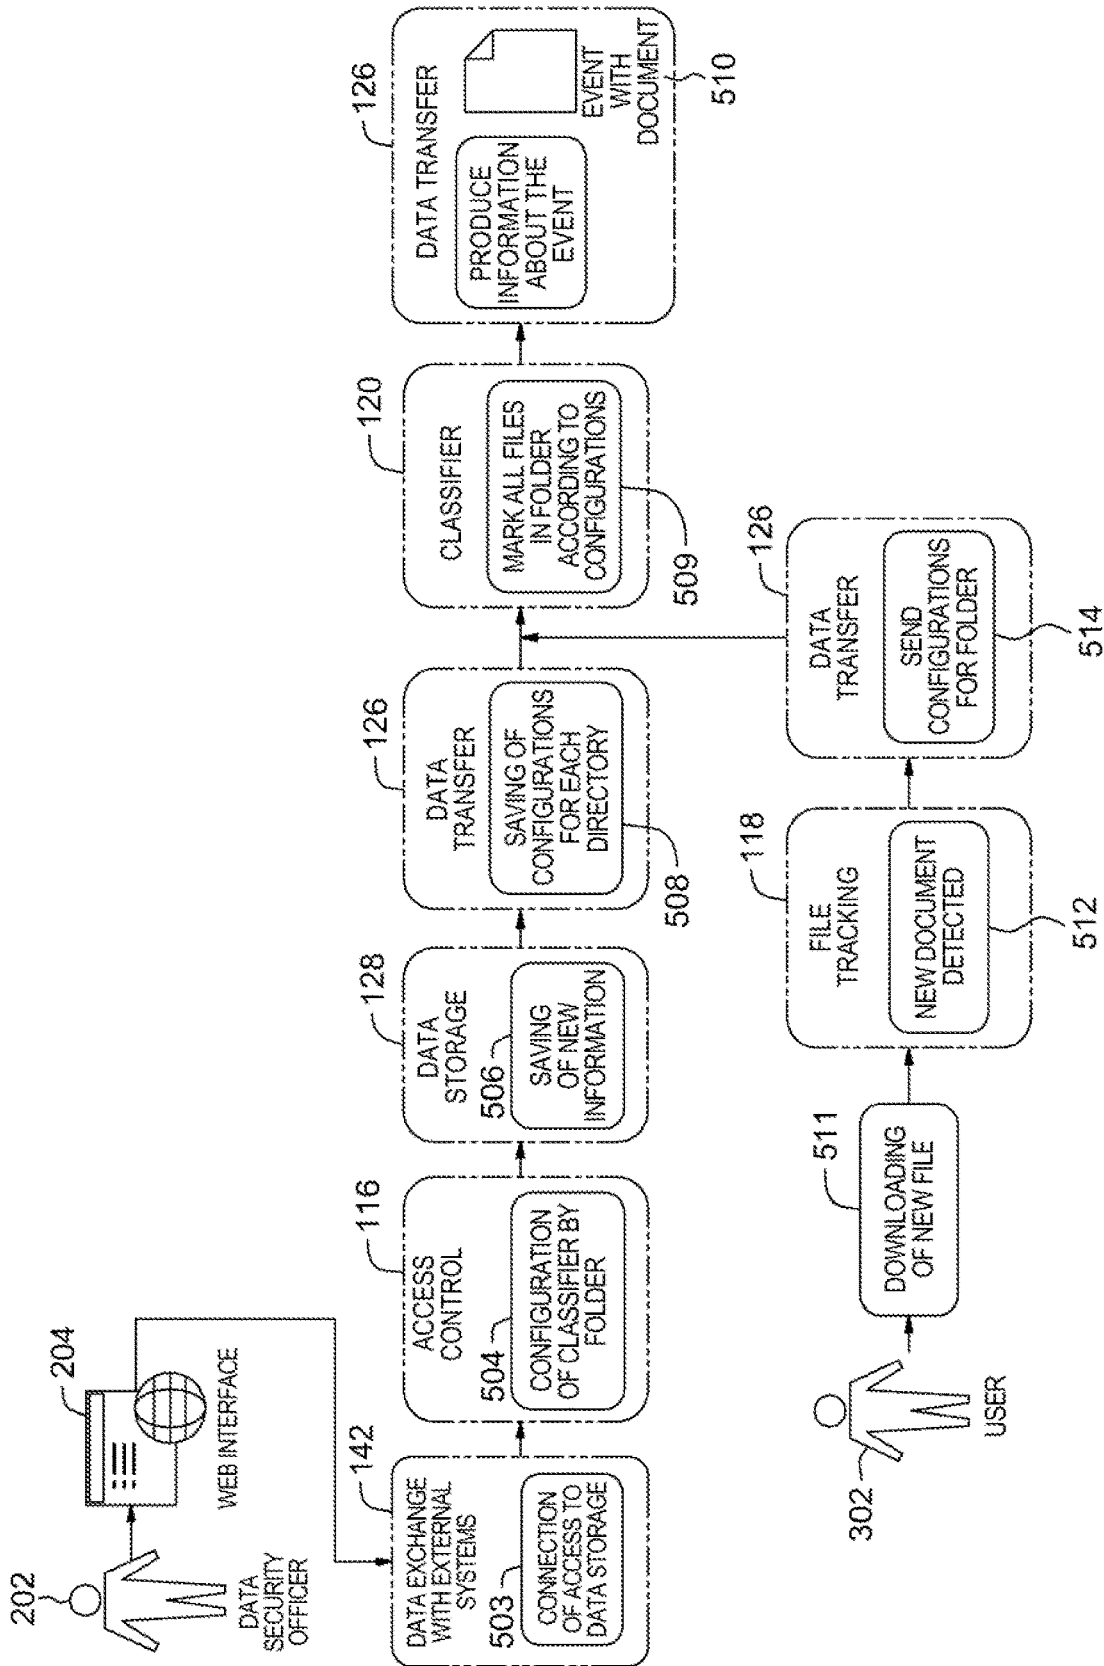 202
DATA
SECURITY
OFFICER
204
WEB INTERFACE
142
DATA EXCHANGE
WITH EXTERNAL
SYSTEMS
503
CONNECTION
OF ACCESS TO
DATA STORAGE
116
ACCESS
CONTROL
504
CONFIGURATION
OF CLASSIFIER BY
FOLDER
128
DATA
STORAGE
506
SAVING
OF NEW
INFORMATION
126
DATA
TRANSFER
SAVING OF
CONFIGURATIONS
FOR EACH
DIRECTORY
508
120
CLASSIFIER
MARK ALL FILES
IN FOLDER
ACCORDING TO
CONFIGURATIONS
509
126
DATA TRANSFER
PRODUCE
INFORMATION
ABOUT THE
EVENT
EVENT
WITH
DOCUMENT
510
302
USER
511
DOWNLOADING
OF NEW FILE
118
FILE
TRACKING
NEW DOCUMENT
DETECTED
512
126
DATA
TRANSFER
SEND
CONFIGURATIONS
FOR FOLDER
514